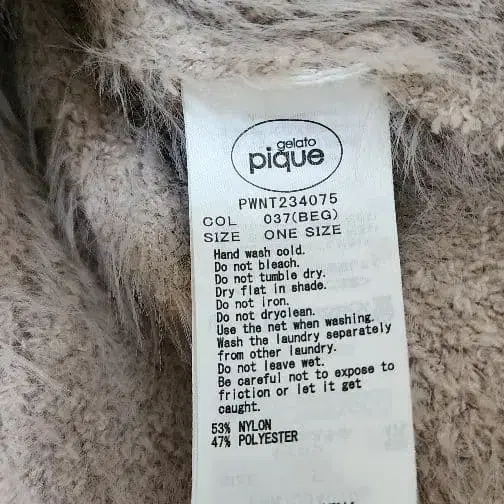 gelato
pique
PWNT234075
COL 037(BEG)
SIZE ONE SIZE
Hand wash cold.
Do not bleach.
Do not tumble dry.
Dry flat in shade.
Do not iron.
Do not dryclean.
Use the net when washing.
Wash the laundry separately
from other laundry.
Do not leave wet.
Be careful not to expose to
friction or let it get
caught.
53% NYLON
47% POLYESTER